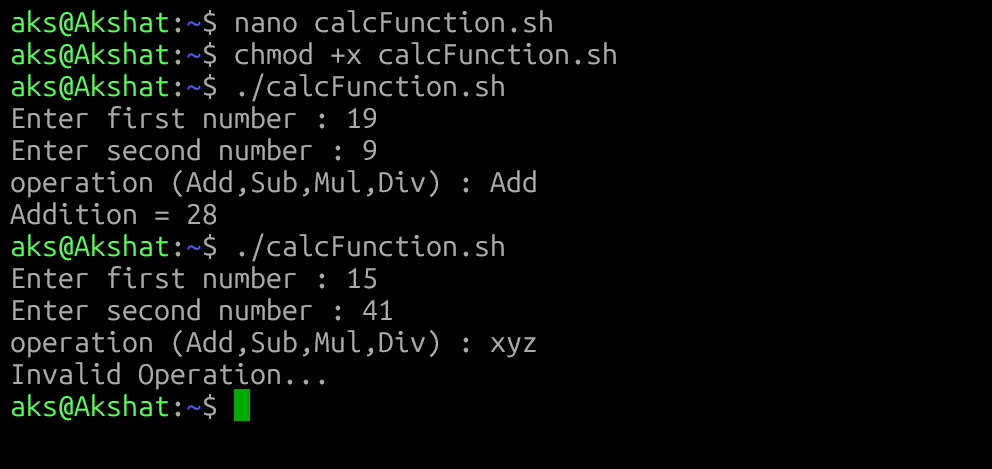 aks@Akshat:~$ nano calcFunction.sh
aks@Akshat:~$ chmod +x calcFunction.sh
aks@Akshat:~$ ./calcFunction.sh
Enter first number : 19
Enter second number : 9
operation (Add,Sub,Mul,Div) : Add
Addition = 28
aks@Akshat:~$ ./calcFunction.sh
Enter first number : 15
Enter second number : 41
operation (Add,Sub,Mul,Div) : xyz
Invalid Operation...
aks@Akshat:~$